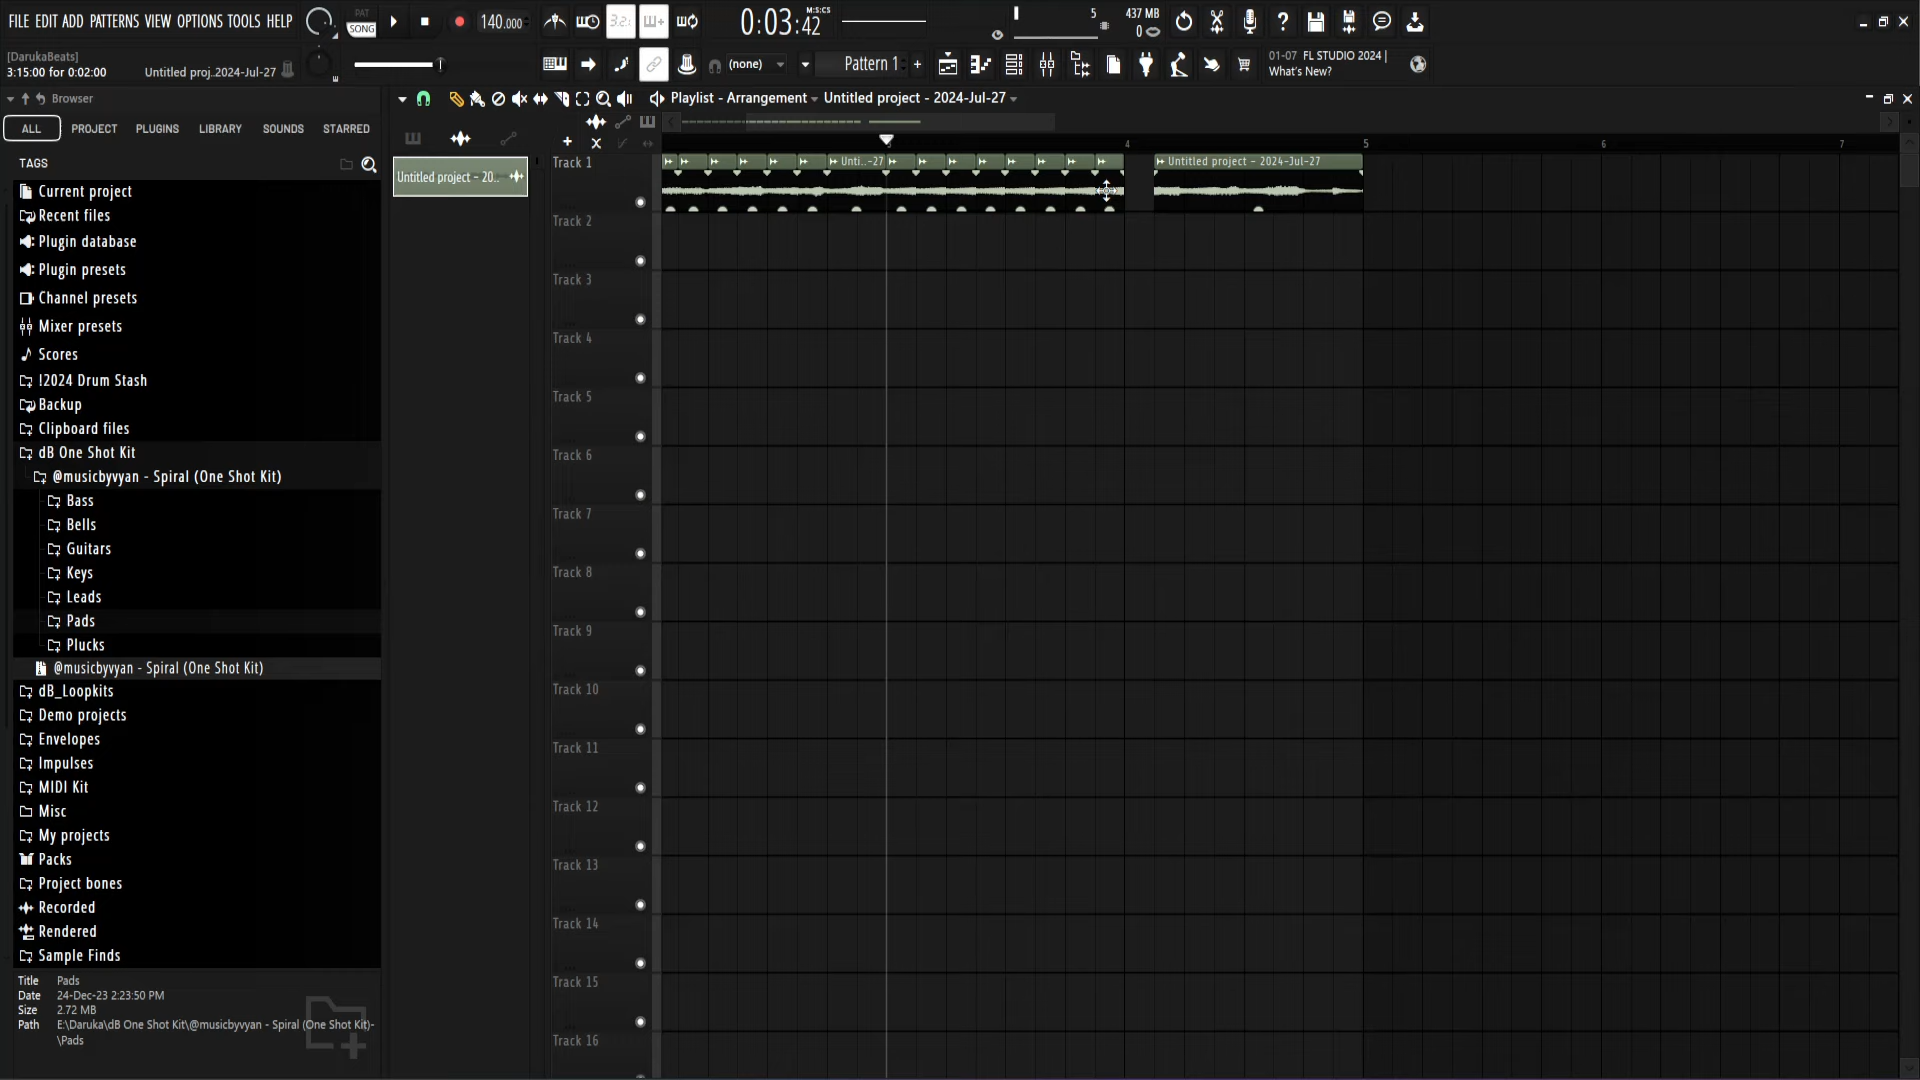 FILE EDIT ADD PATTERNS VIEW OPTIONS TOOLS HELP
PAT
SONG
140.000
3.2:
0:03:42
M:S:CS
5
437 MB
0
[DarukaBeats]
3:15:00 for 0:02:00
Untitled proj..2024-Jul-27
(none)
Pattern 1
01-07 FL STUDIO 2024 |
What's New?
Browser
Playlist - Arrangement
Untitled project - 2024-Jul-27
ALL
PROJECT
PLUGINS
LIBRARY
SOUNDS
STARRED
TAGS
Current project
Recent files
Plugin database
Plugin presets
Channel presets
Mixer presets
Scores
!2024 Drum Stash
Backup
Clipboard files
dB One Shot Kit
@musicbyvyan - Spiral (One Shot Kit)
Bass
Bells
Guitars
Keys
Leads
Pads
Plucks
@musicbyvyan - Spiral (One Shot Kit)
dB_Loopkits
Demo projects
Envelopes
Impulses
MIDI Kit
Misc
My projects
Packs
Project bones
Recorded
Rendered
Sample Finds
Title Pads
Date 24-Dec-23 2:23:50 PM
Size 2.72 MB
Path E:\Daruka\dB One Shot Kit\@musicbyvyan - Spiral (One Shot Kit)-
\Pads
Untitled project - 20..
4
5
6
7
Unti..-27
Untitled project - 2024-Jul-27
Track 1
Track 2
Track 3
Track 4
Track 5
Track 6
Track 7
Track 8
Track 9
Track 10
Track 11
Track 12
Track 13
Track 14
Track 15
Track 16